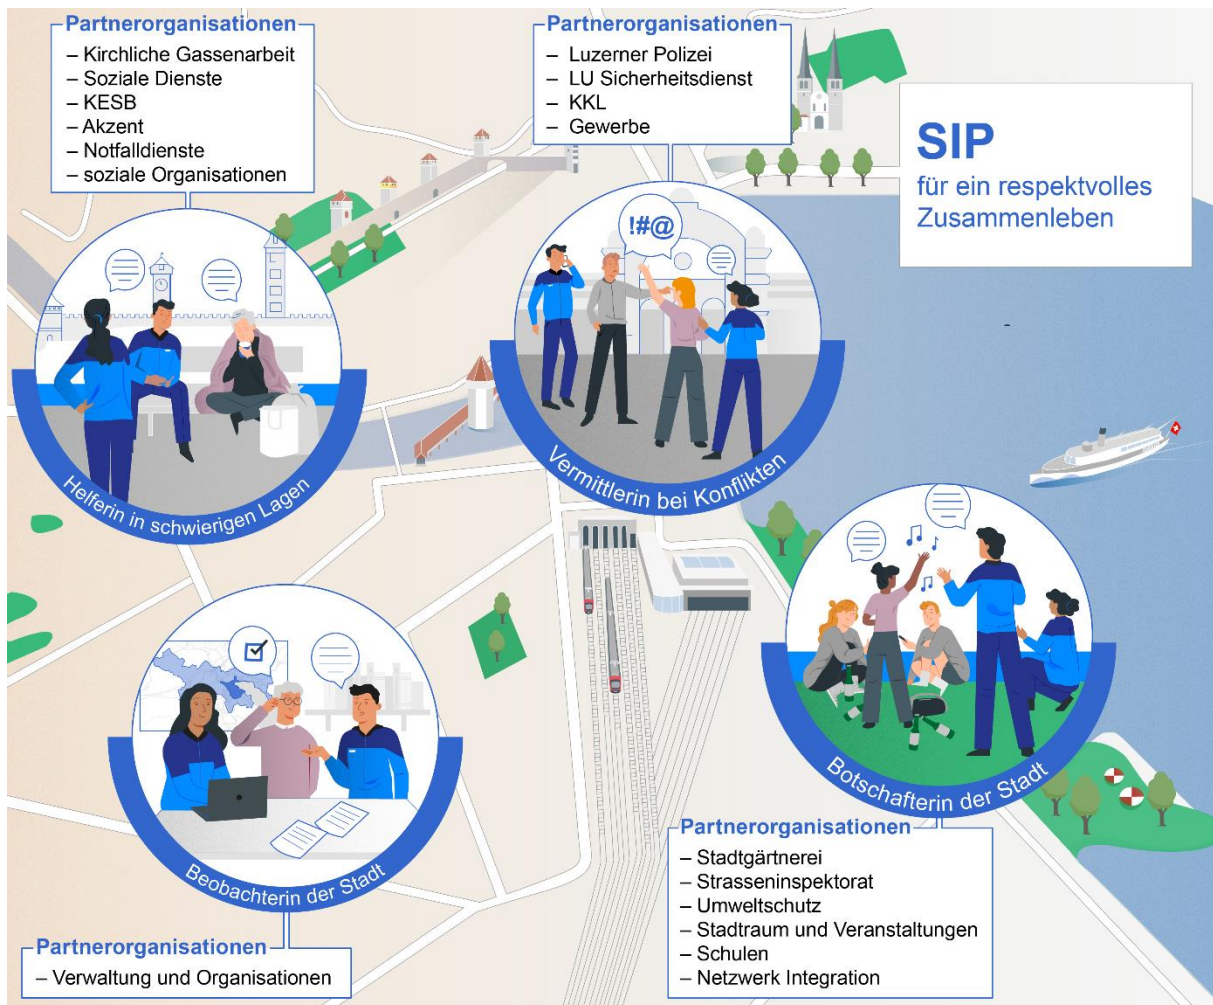 Partnerorganisationen
– Kirchliche Gassenarbeit
– Soziale Dienste
– KESB
– Akzent
– Notfalldienste
– soziale Organisationen
Helferin in schwierigen Lagen
Partnerorganisationen
– Luzerner Polizei
– LU Sicherheitsdienst
– KKL
– Gewerbe
!#@
Vermittlerin bei Konflikten
SIP
für ein respektvolles
Zusammenleben
Beobachterin der Stadt
Partnerorganisationen
– Verwaltung und Organisationen
Botschafterin der Stadt
Partnerorganisationen
– Stadtgärtnerei
– Strasseninspektorat
– Umweltschutz
– Stadtraum und Veranstaltungen
– Schulen
– Netzwerk Integration